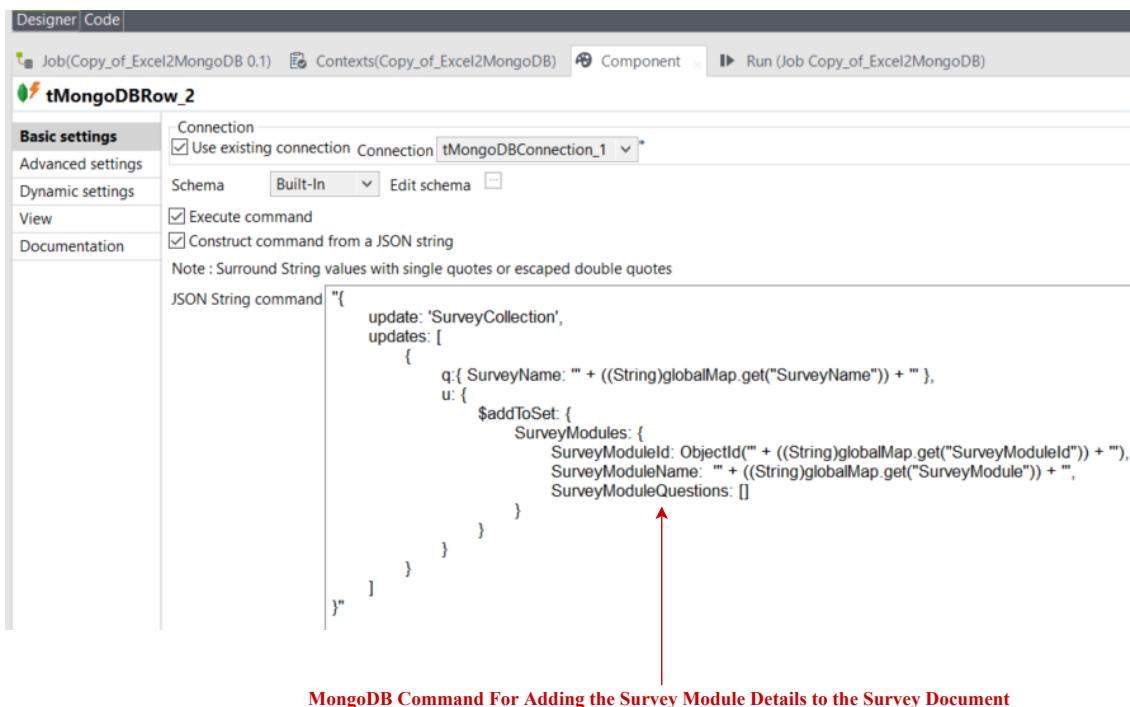 Designer Code
Job(Copy_of_Excel2MongoDB 0.1) Contexts(Copy_of_Excel2MongoDB) Component Run (Job Copy_of_Excel2MongoDB)
tMongoDBRow_2
Basic settings
Advanced settings
Dynamic settings
View
Documentation
Connection
Use existing connection Connection tMongoDBConnection_1 *
Schema Built-In Edit schema ...
Execute command
Construct command from a JSON string
Note : Surround String values with single quotes or escaped double quotes
JSON String command "{
update: 'SurveyCollection',
updates: [
{
q:{ SurveyName: '" + ((String)globalMap.get("SurveyName")) + "' },
u: {
$addToSet: {
SurveyModules: {
SurveyModuleId: ObjectId('" + ((String)globalMap.get("SurveyModuleId")) + "'),
SurveyModuleName: '" + ((String)globalMap.get("SurveyModule")) + "',
SurveyModuleQuestions: []
}
}
}
}
]
}"
MongoDB Command For Adding the Survey Module Details to the Survey Document